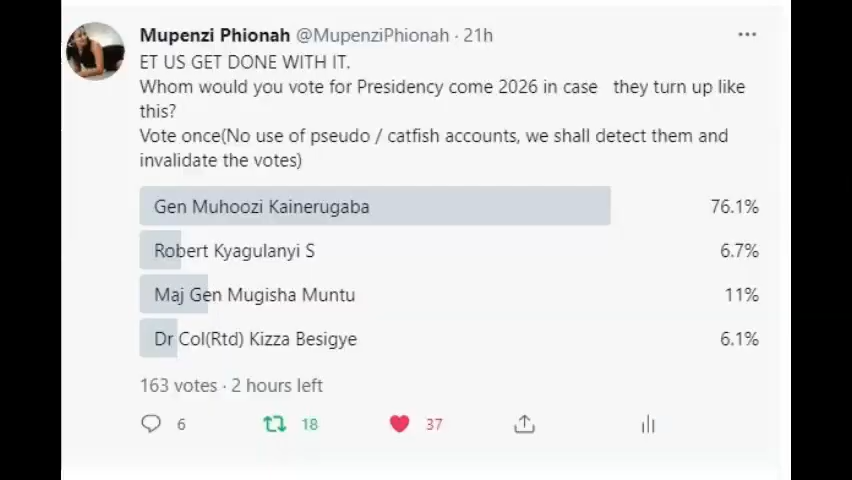 Mupenzi Phionah @MupenziPhionah · 21h
ET US GET DONE WITH IT.
Whom would you vote for Presidency come 2026 in case they turn up like
this?
Vote once(No use of pseudo / catfish accounts, we shall detect them and
invalidate the votes)
Gen Muhoozi Kainerugaba 76.1%
Robert Kyagulanyi S 6.7%
Maj Gen Mugisha Muntu 11%
Dr Col(Rtd) Kizza Besigye 6.1%
163 votes · 2 hours left
6 18 37